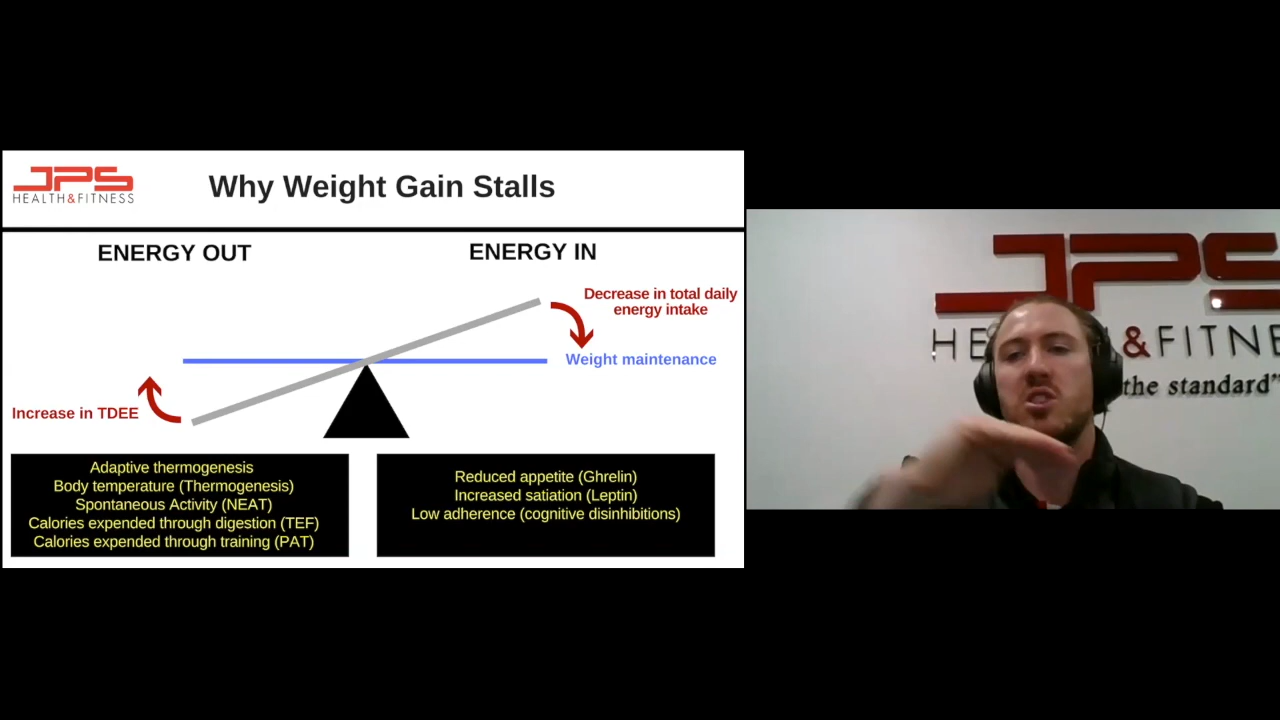 JPS
HEALTH&FITNESS
Why Weight Gain Stalls
ENERGY OUT
ENERGY IN
Decrease in total daily
energy intake
Weight maintenance
Increase in TDEE
Adaptive thermogenesis
Body temperature (Thermogenesis)
Spontaneous Activity (NEAT)
Calories expended through digestion (TEF)
Calories expended through training (PAT)
Reduced appetite (Ghrelin)
Increased satiation (Leptin)
Low adherence (cognitive disinhibitions)
JPS
HE &FITNE
the standard”